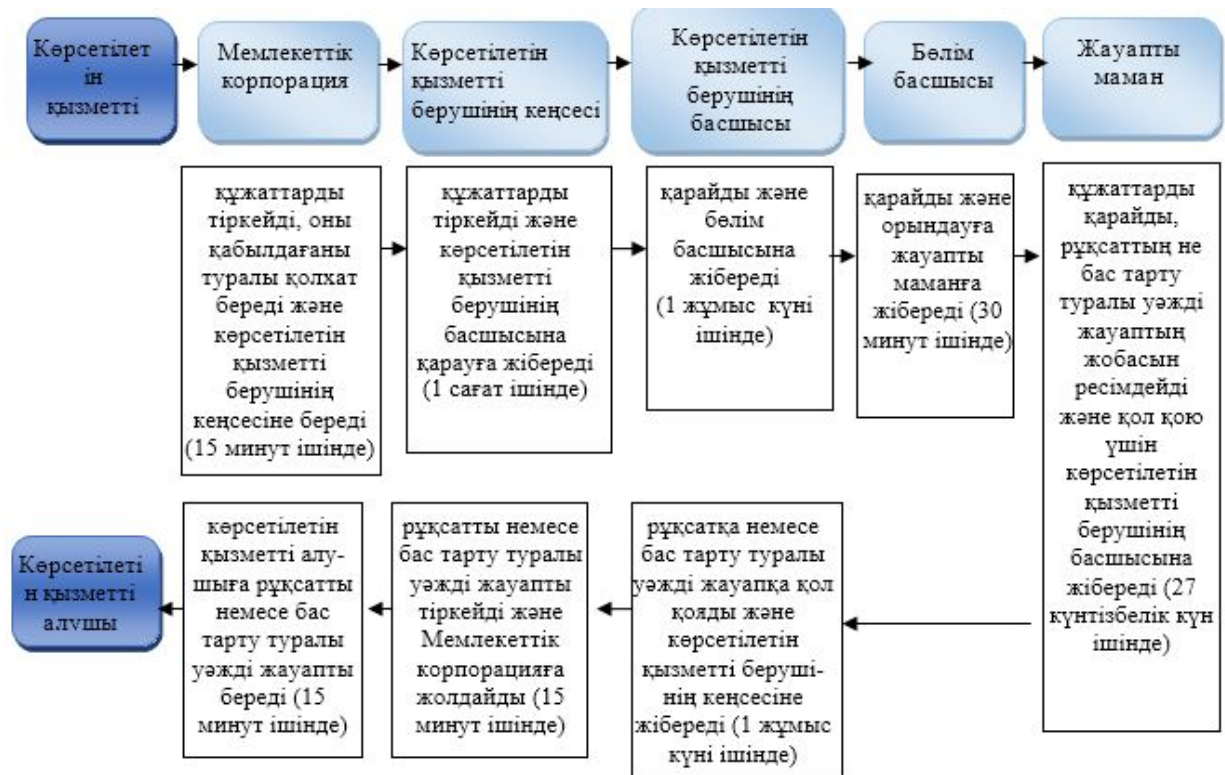 Көрсетілет
ін
қызметті
Мемлекеттік
корпорация
Көрсетілетін
қызметті
берушінің кеңсесі
Көрсетілетін
қызметті
берушінің
басшысы
Бөлім
басшысы
Жауапты
маман
құжаттарды
тіркейді, оны
қабылдағаны
туралы қолхат
береді және
көрсетілетін
қызметті
берушінің
кеңсесіне береді
(15 минут ішінде)
құжаттарды
тіркейді және
көрсетілетін
қызметті
берушінің
басшысына
қарауға жібереді
(1 сағат ішінде)
қарайды және
бөлім
басшысына
жібереді
(1 жұмыс күні
ішінде)
қарайды және
орындауға
жауапты
маманға
жібереді (30
минут ішінде)
құжаттарды
қарайды,
рұқсаттың не
бас тарту
туралы уәжді
жауаптың
жобасын
ресімдейді
және қол қою
үшін
көрсетілетін
қызметті
берушінің
басшысына
жібереді (27
күнтізбелік күн
ішінде)
Көрсетілеті
н қызметті
алушы
көрсетілетін
қызметті алу-
шыға рұқсатты
немесе бас
тарту туралы
уәжді жауапты
береді (15
минут ішінде)
рұқсатты немесе
бас тарту туралы
уәжді жауапты
тіркейді және
Мемлекеттік
корпорацияға
жолдайды (15
минут ішінде)
рұқсатқа немесе
бас тарту туралы
уәжді жауапқа қол
қояды және
көрсетілетін
қызметті беруші-
нің кеңсесіне
жібереді (1 жұмыс
күні ішінде)